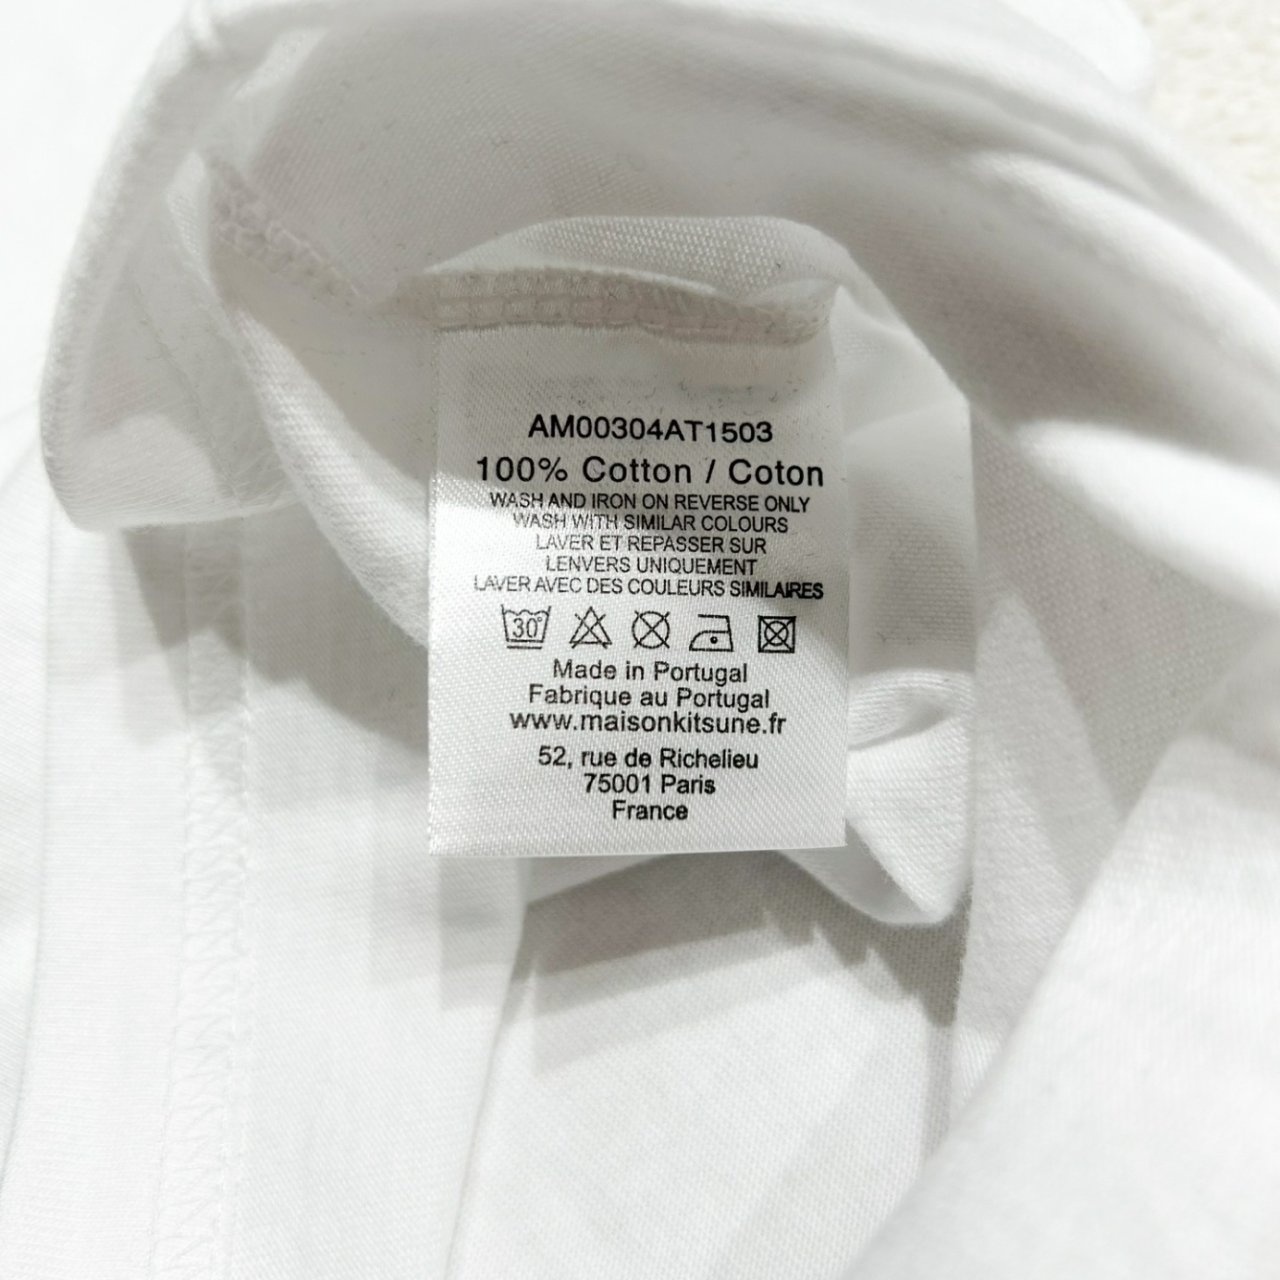 AM00304AT1503
100% Cotton / Coton
WASH AND IRON ON REVERSE ONLY
WASH WITH SIMILAR COLOURS
LAVER ET REPASSER SUR
LENVERS UNIQUEMENT
LAVER AVEC DES COULEURS SIMILAIRES
30°
Made in Portugal
Fabrique au Portugal
www.maisonkitsune.fr
52, rue de Richelieu
75001 Paris
France